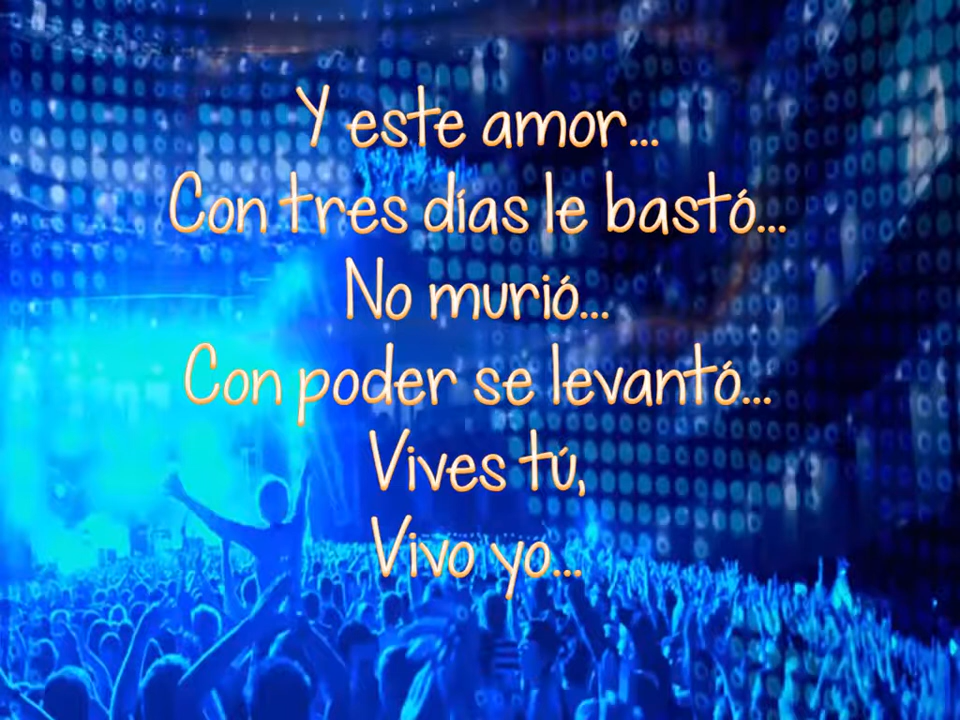 Y este amor...
Con tres días le bastó...
No murió...
Con poder se levantó...
Vives tú,
Vivo yo...